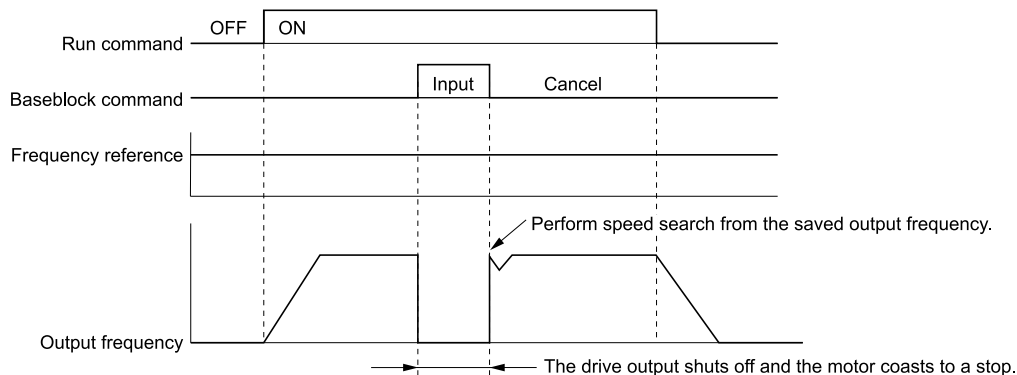 OFF ON
Run command
Input Cancel
Baseblock command
Frequency reference
Perform speed search from the saved output frequency.
Output frequency
The drive output shuts off and the motor coasts to a stop.